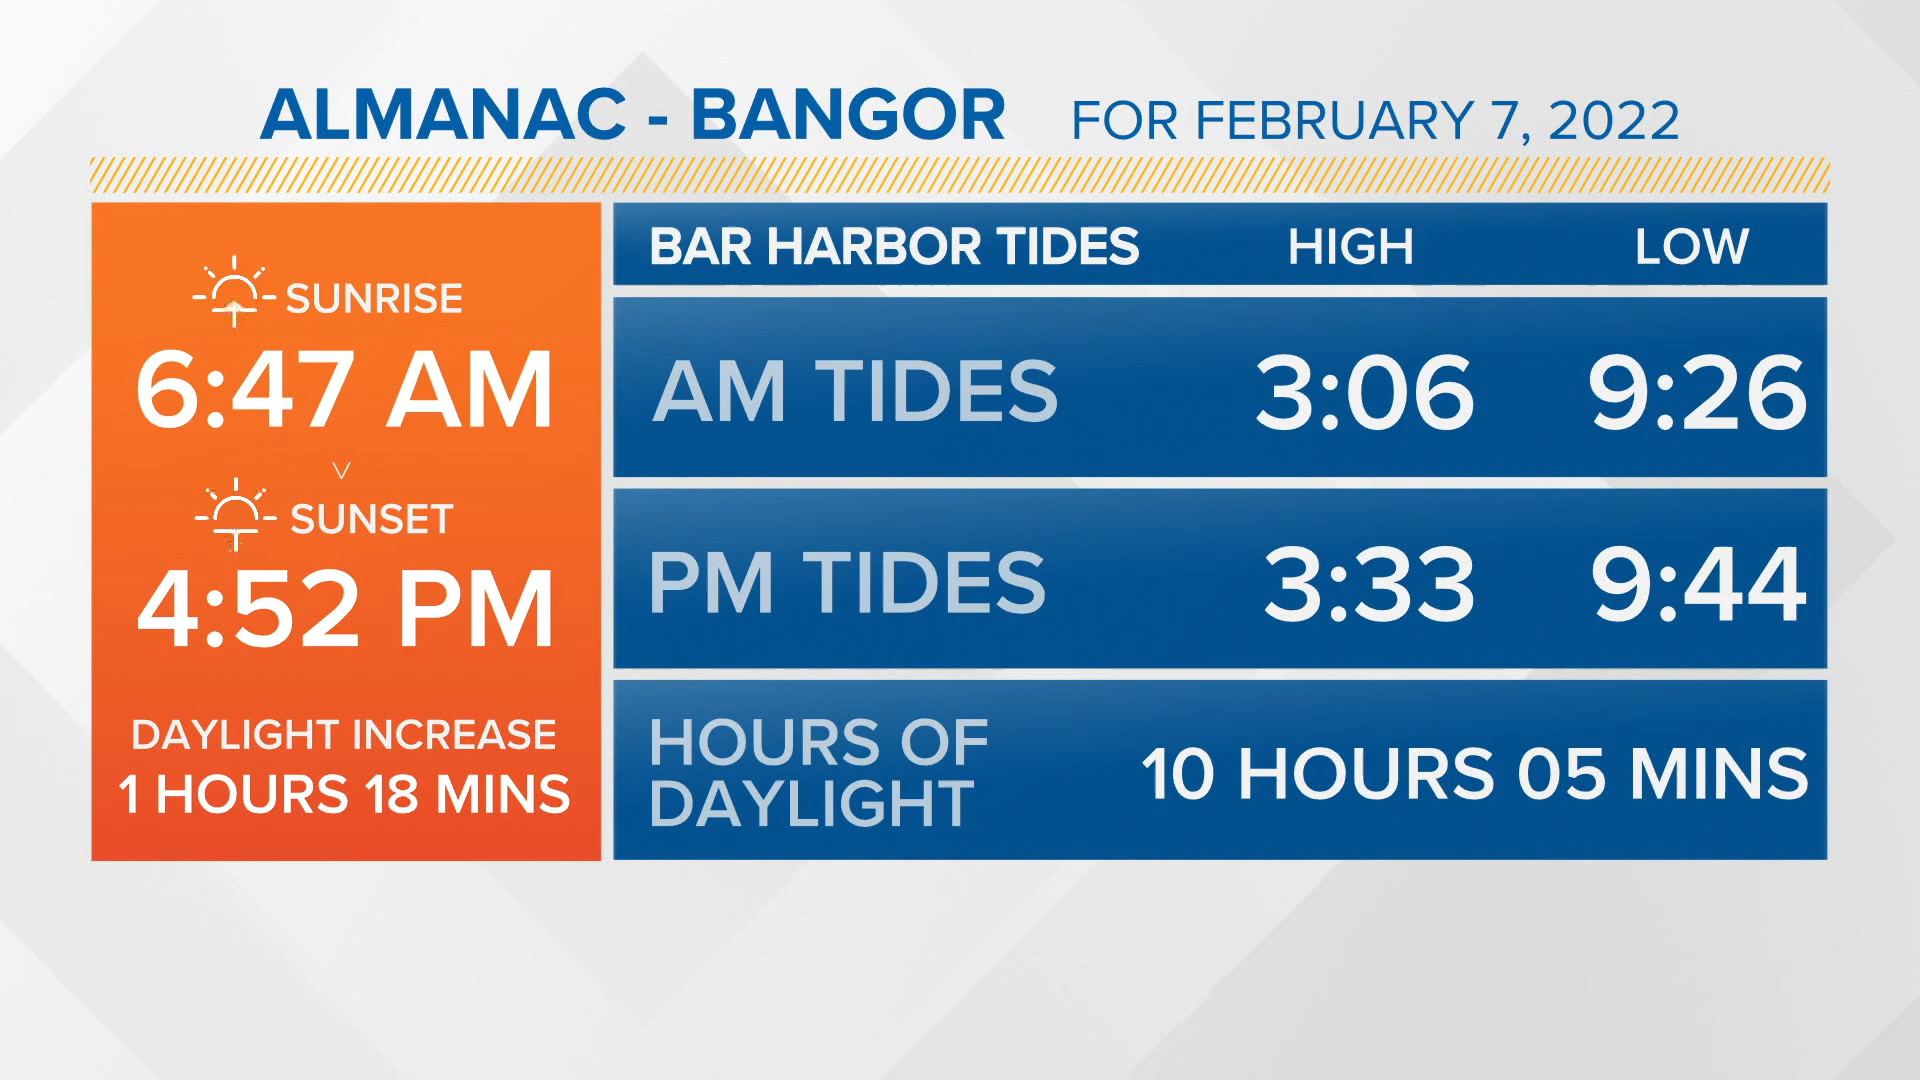 ALMANAC - BANGOR FOR FEBRUARY 7, 2022
SUNRISE
6:47 AM
SUNSET
4:52 PM
DAYLIGHT INCREASE
1 HOURS 18 MINS
BAR HARBOR TIDES HIGH LOW
AM TIDES 3:06 9:26
PM TIDES 3:33 9:44
HOURS OF
DAYLIGHT
10 HOURS 05 MINS